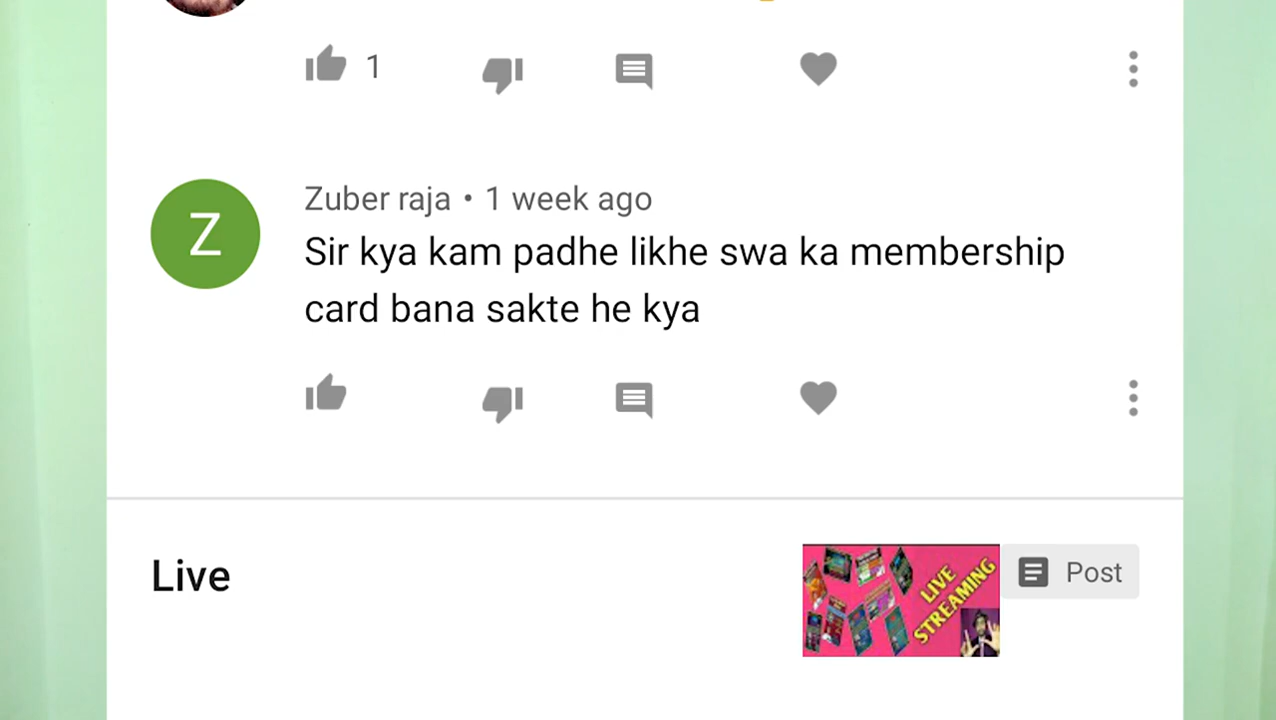 1
Z
Zuber raja • 1 week ago
Sir kya kam padhe likhe swa ka membership
card bana sakte he kya
Live
LIVE
STREAMING
Post